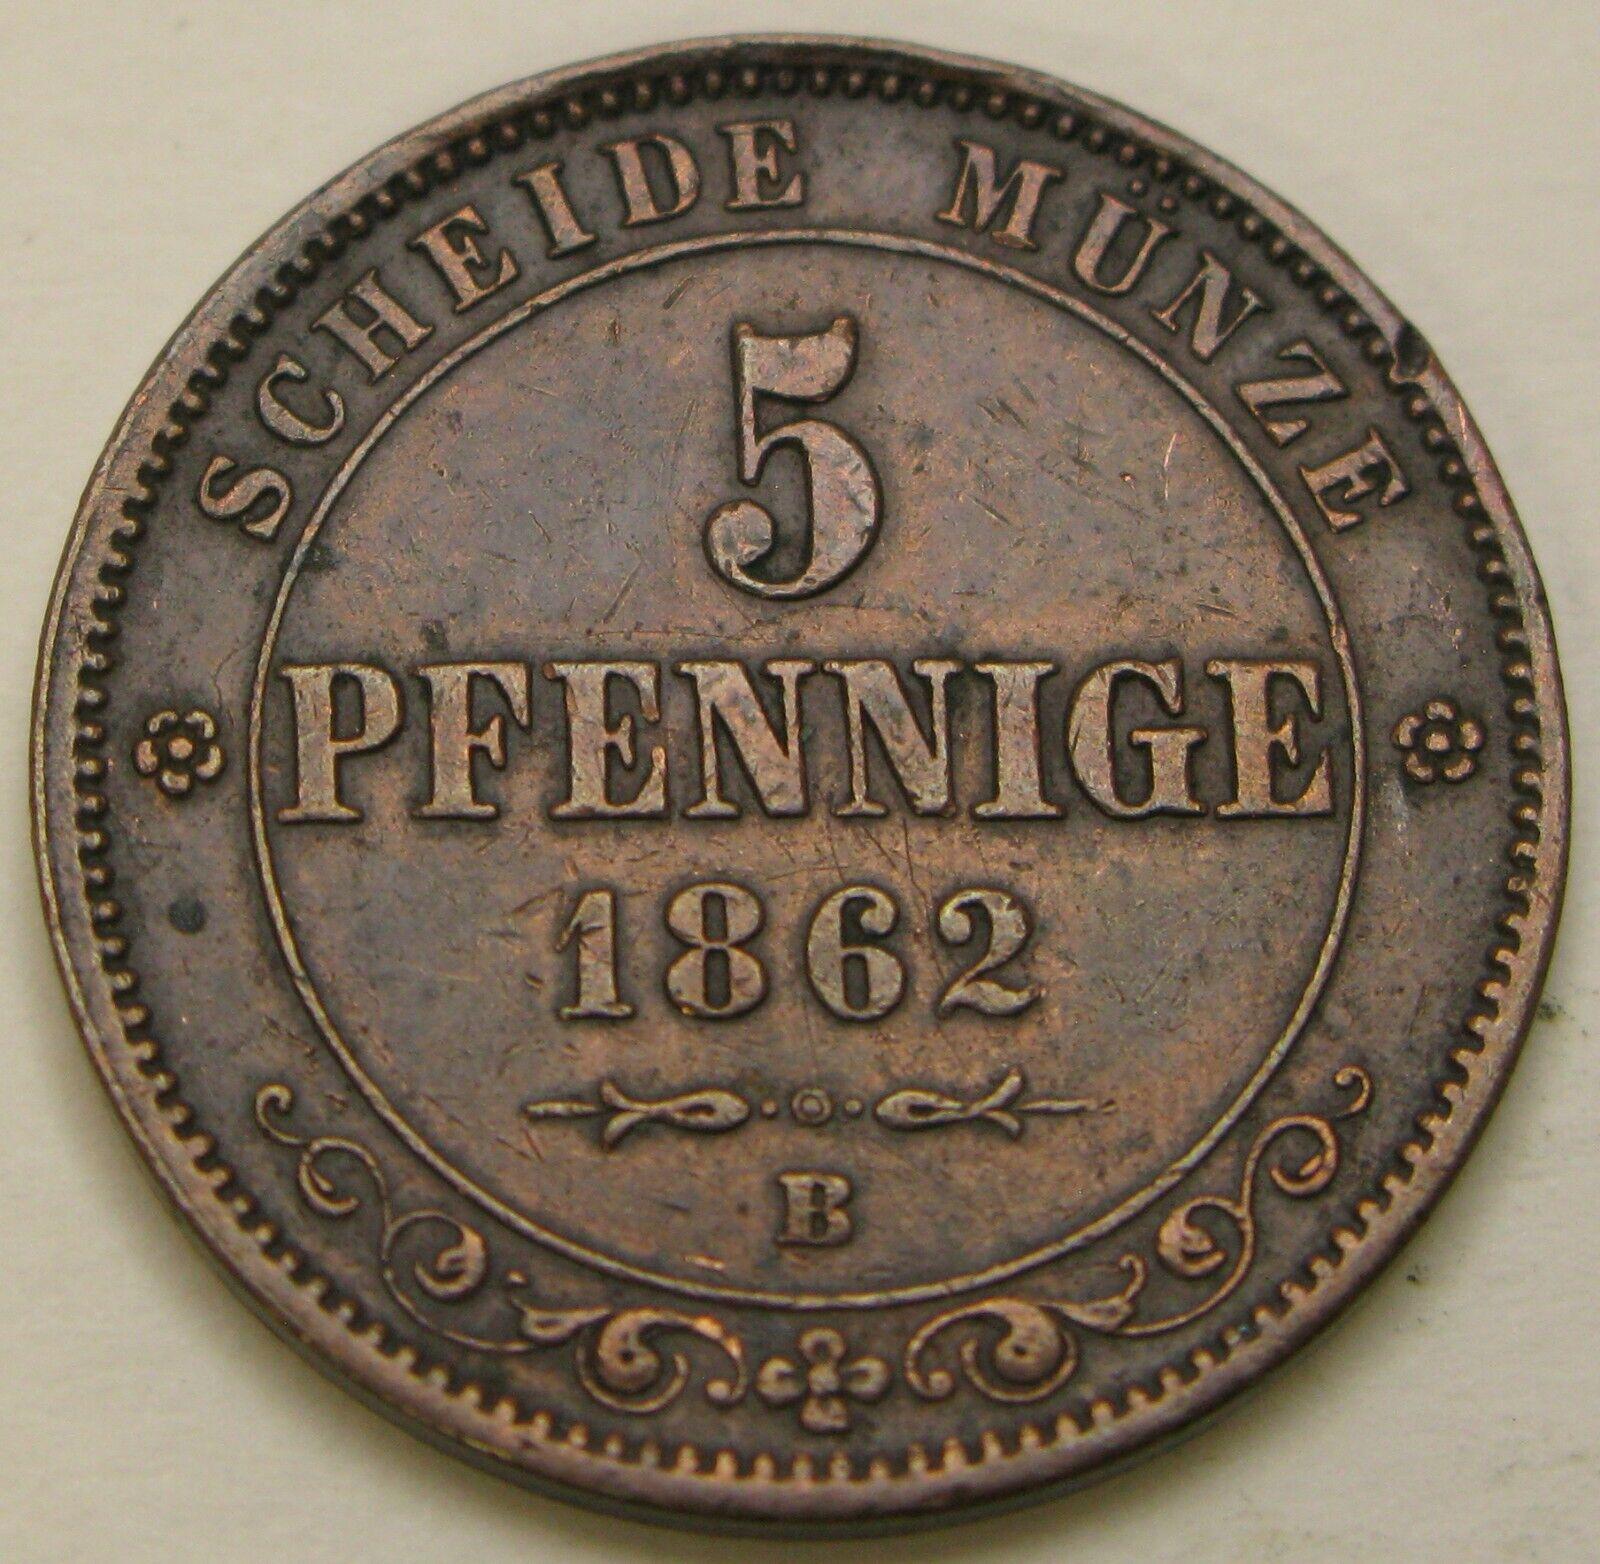 SCHEIDE MÜNZE
5
PFENNIGE
1862
B